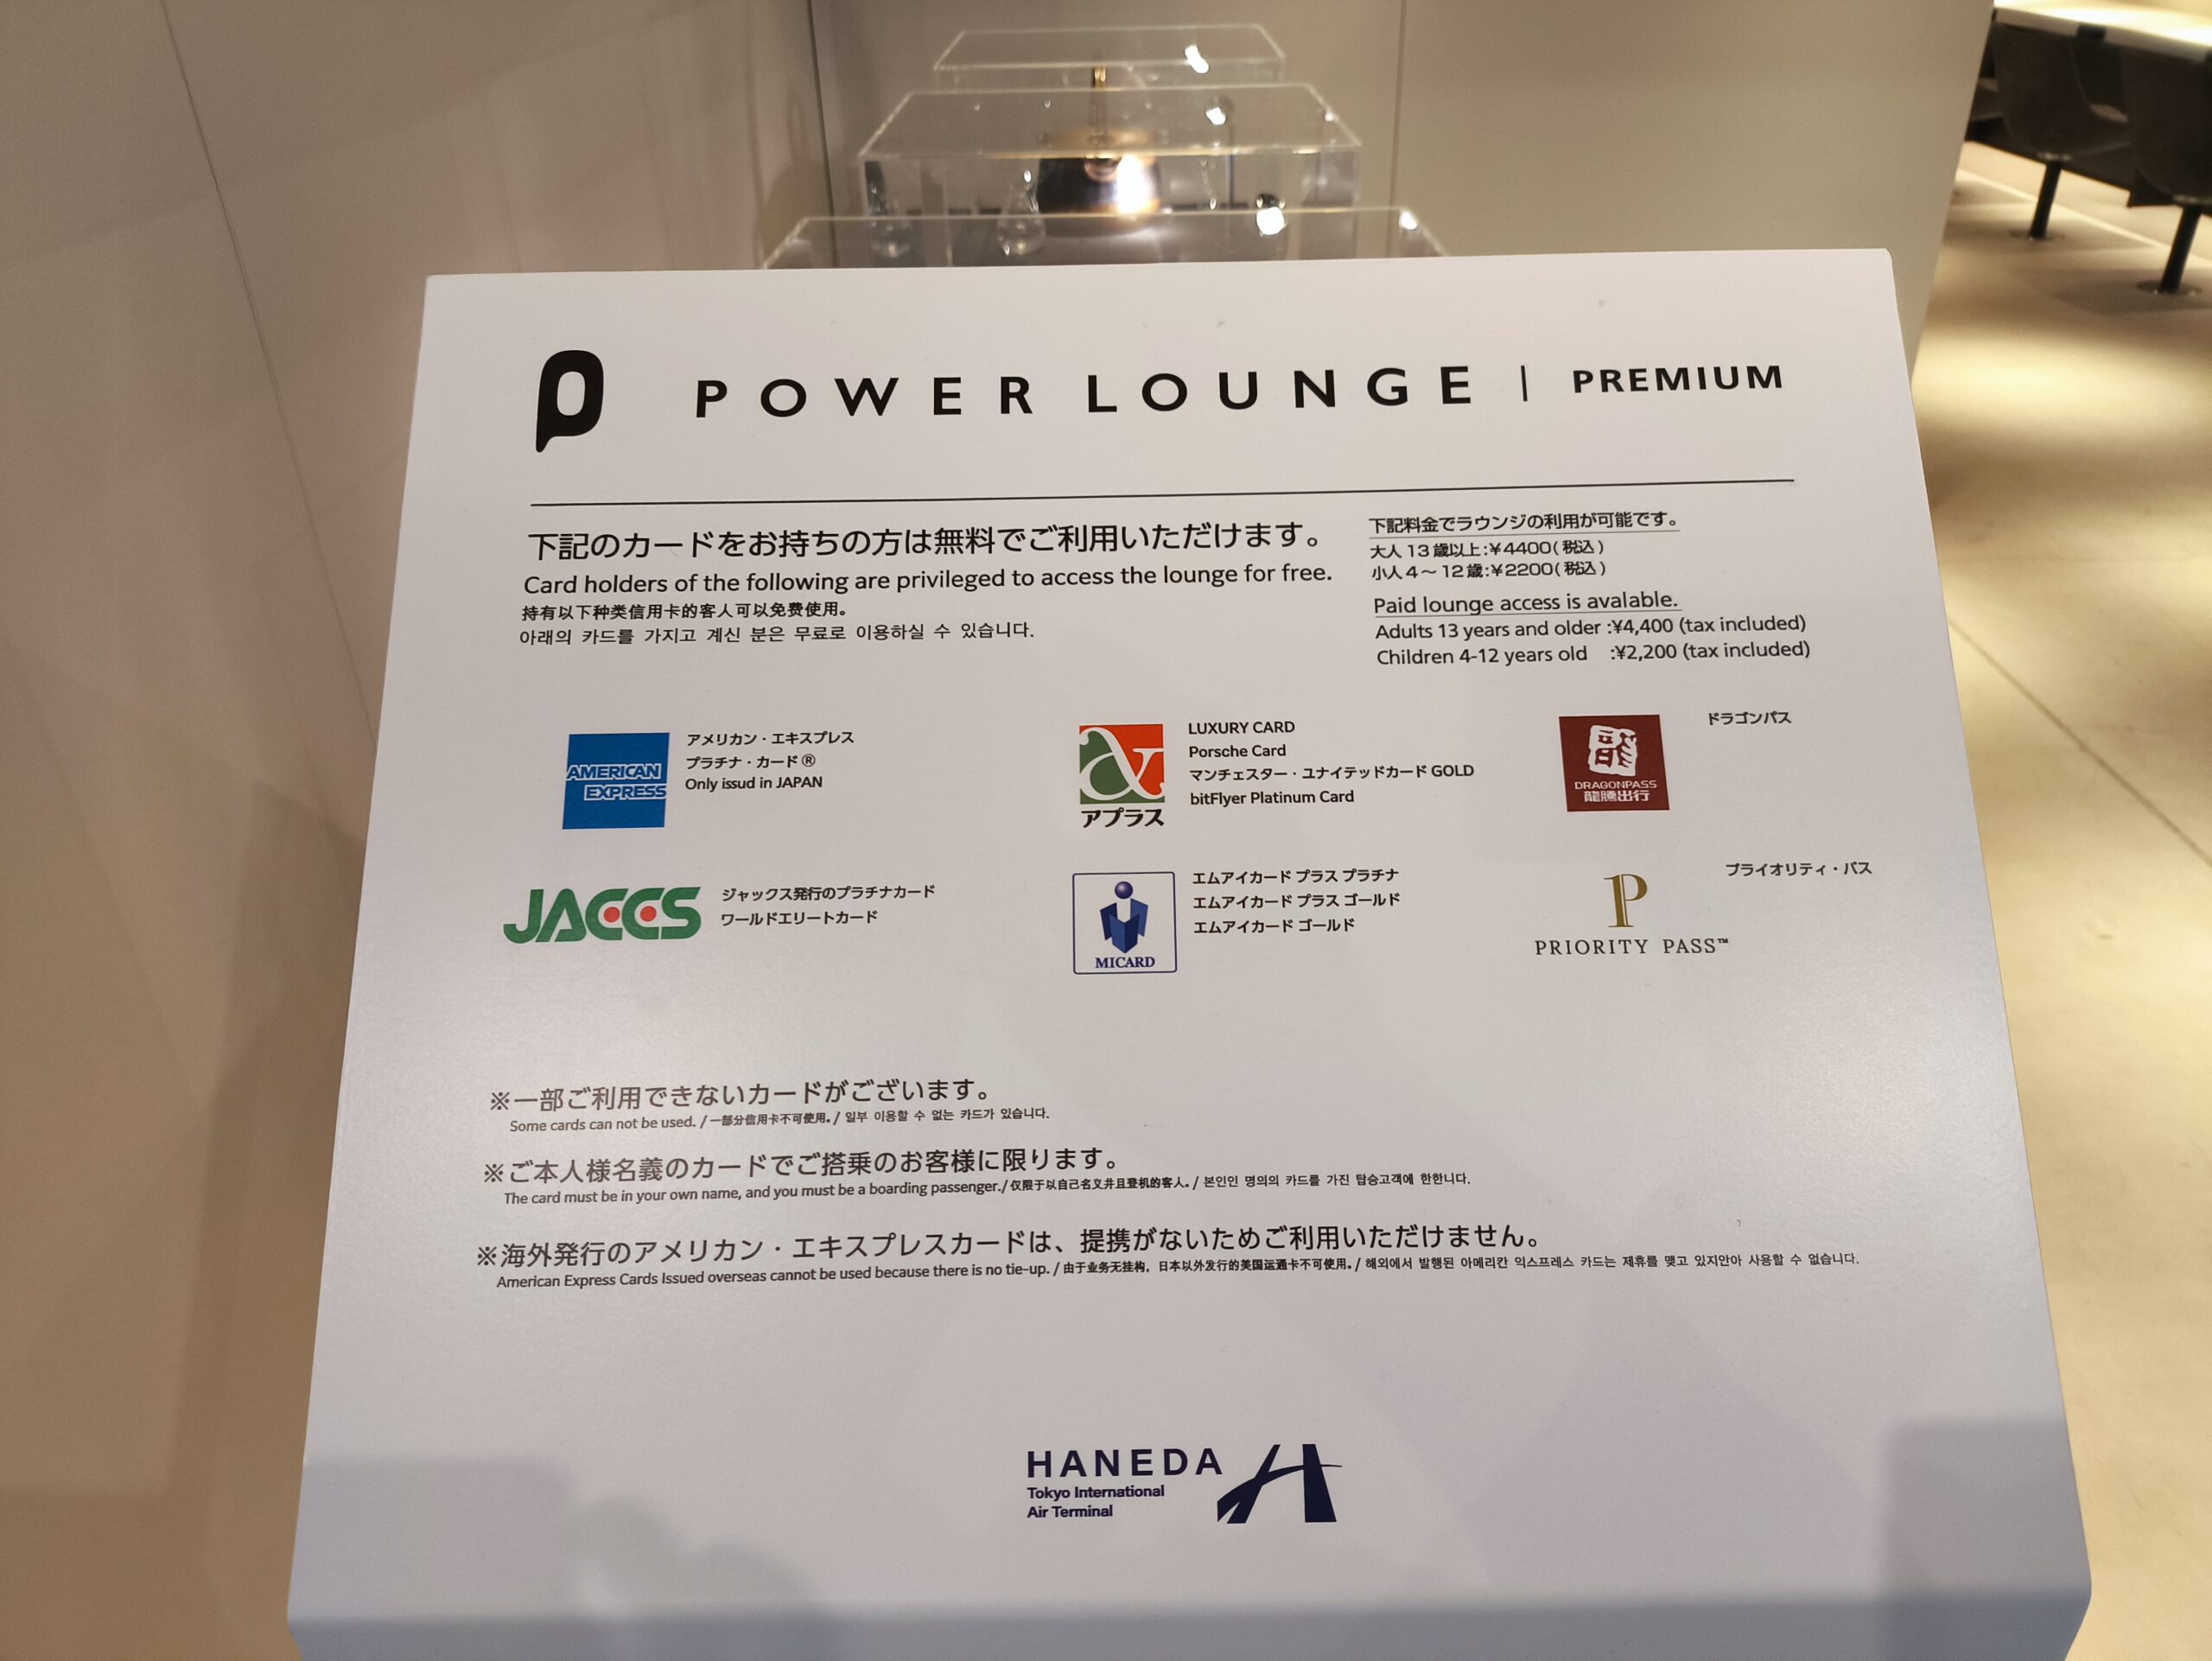 POWER LOUNGE | PREMIUM
下記のカードをお持ちの方は無料でご利用いただけます。
Card holders of the following are privileged to access the lounge for free.
持有以下种类信用卡的客人可以免费使用。
아래의 카드를 가지고 계신 분은 무료로 이용하실 수 있습니다.
下記料金でラウンジの利用が可能です。
大人 13 歳以上:¥4400(税込)
小人 4～12 歳:¥2200(税込)
Paid lounge access is avalable.
Adults 13 years and older :¥4,400 (tax included)
Children 4-12 years old :¥2,200 (tax included)
AMERICAN
EXPRESS
アメリカン・エキスプレス
プラチナ・カード®
Only issud in JAPAN
アプラス
LUXURY CARD
Porsche Card
マンチェスター・ユナイテッドカード GOLD
bitFlyer Platinum Card
DRAGONPASS
龍騰出行
ドラゴンパス
JACCS
ジャックス発行のプラチナカード
ワールドエリートカード
MICARD
エムアイカード プラス プラチナ
エムアイカード プラス ゴールド
エムアイカード ゴールド
PRIORITY PASS™
プライオリティ・パス
※一部ご利用できないカードがございます。
Some cards can not be used. / 一部分信用卡不可使用。/ 일부 이용할 수 없는 카드가 있습니다.
※ご本人様名義のカードでご搭乗のお客様に限ります。
The card must be in your own name, and you must be a boarding passenger./ 仅限于以自己名义并且登机的客人。/ 본인인 명의의 카드를 가진 탑승고객에 한한니다.
※海外発行のアメリカン・エキスプレスカードは、提携がないためご利用いただけません。
American Express Cards Issued overseas cannot be used because there is no tie-up. / 由于业务无挂构，日本以外发行的美国运通卡不可使用。/ 해외에서 발행된 아메리칸 익스프레스 카드는 제휴를 맺고 있지안아 사용할 수 없습니다.
HANEDA
Tokyo International
Air Terminal